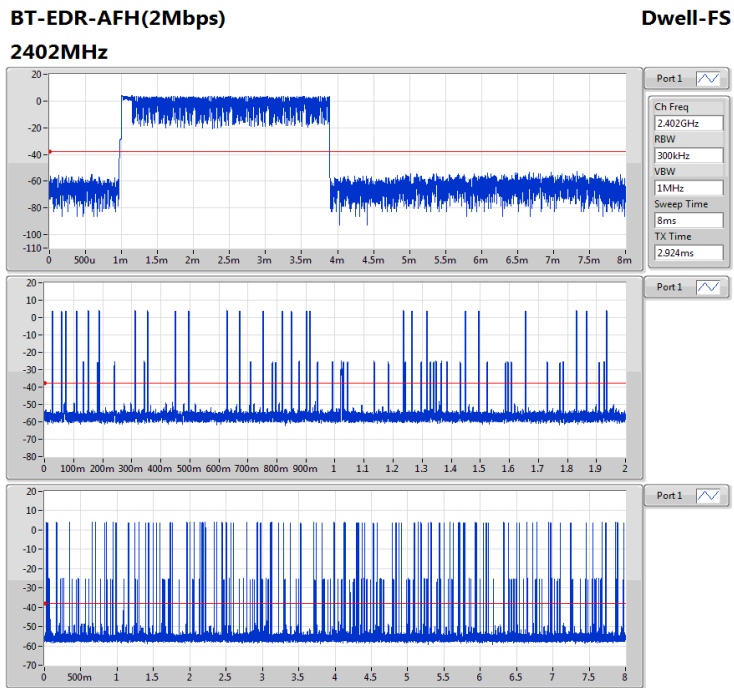 BT-EDR-AFH(2Mbps) Dwell-FS
2402MHz
20-
0-
-20-
-40-
-60-
-80-
-100-
-110-
0 500u 1m 1.5m 2m 2.5m 3m 3.5m 4m 4.5m 5m 5.5m 6m 6.5m 7m 7.5m 8m
Port 1
Ch Freq
2.402GHz
RBW
300kHz
VBW
1MHz
Sweep Time
8ms
TX Time
2.924ms
20-
10-
0-
-10-
-20-
-30-
-40-
-50-
-60-
-70-
-80-
0 100m 200m 300m 400m 500m 600m 700m 800m 900m 1 1.1 1.2 1.3 1.4 1.5 1.6 1.7 1.8 1.9 2
Port 1
20-
10-
0-
-10-
-20-
-30-
-40-
-50-
-60-
-70-
0 500m 1 1.5 2 2.5 3 3.5 4 4.5 5 5.5 6 6.5 7 7.5 8
Port 1